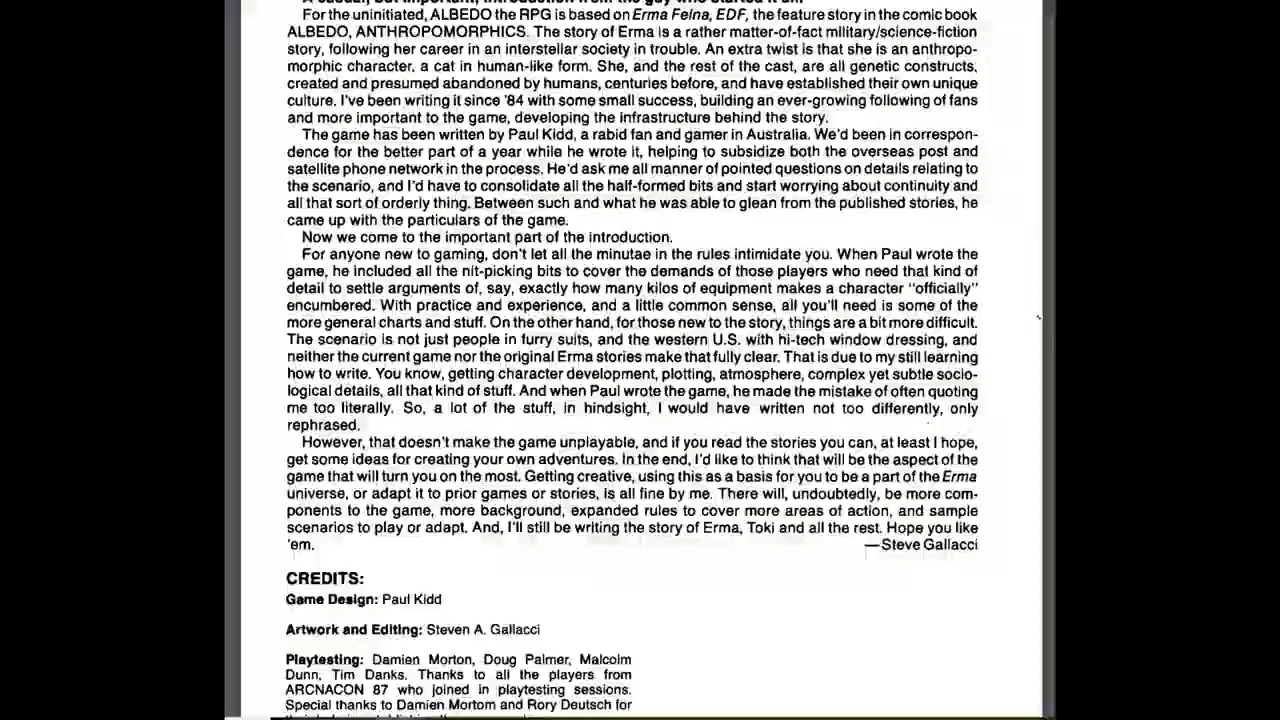 A casual, but important, introduction from the guy who started it all.
For the uninitiated, ALBEDO the RPG is based on Erma Felna, EDF, the feature story in the comic book
ALBEDO, ANTHROPOMORPHICS. The story of Erma is a rather matter-of-fact military/science-fiction
story, following her career in an interstellar society in trouble. An extra twist is that she is an anthropo-
morphic character, a cat in human-like form. She, and the rest of the cast, are all genetic constructs,
created and presumed abandoned by humans, centuries before, and have established their own unique
culture. I've been writing it since '84 with some small success, building an ever-growing following of fans
and more important to the game, developing the infrastructure behind the story.
The game has been written by Paul Kidd, a rabid fan and gamer in Australia. We'd been in correspon-
dence for the better part of a year while he wrote it, helping to subsidize both the overseas post and
satellite phone network in the process. He'd ask me all manner of pointed questions on details relating to
the scenario, and I'd have to consolidate all the half-formed bits and start worrying about continuity and
all that sort of orderly thing. Between such and what he was able to glean from the published stories, he
came up with the particulars of the game.
Now we come to the important part of the introduction.
For anyone new to gaming, don't let all the minutae in the rules intimidate you. When Paul wrote the
game, he included all the nit-picking bits to cover the demands of those players who need that kind of
detail to settle arguments of, say, exactly how many kilos of equipment makes a character "officially"
encumbered. With practice and experience, and a little common sense, all you'll need is some of the
more general charts and stuff. On the other hand, for those new to the story, things are a bit more difficult.
The scenario is not just people in furry suits, and the western U.S. with hi-tech window dressing, and
neither the current game nor the original Erma stories make that fully clear. That is due to my still learning
how to write. You know, getting character development, plotting, atmosphere, complex yet subtle socio-
logical details, all that kind of stuff. And when Paul wrote the game, he made the mistake of often quoting
me too literally. So, a lot of the stuff, in hindsight, I would have written not too differently, only
rephrased.
However, that doesn't make the game unplayable, and if you read the stories you can, at least I hope,
get some ideas for creating your own adventures. In the end, I'd like to think that will be the aspect of the
game that will turn you on the most. Getting creative, using this as a basis for you to be a part of the Erma
universe, or adapt it to prior games or stories, is all fine by me. There will, undoubtedly, be more com-
ponents to the game, more background, expanded rules to cover more areas of action, and sample
scenarios to play or adapt. And, I'll still be writing the story of Erma, Toki and all the rest. Hope you like
'em. —Steve Gallacci
CREDITS:
Game Design: Paul Kidd
Artwork and Editing: Steven A. Gallacci
Playtesting: Damien Morton, Doug Palmer, Malcolm
Dunn, Tim Danks. Thanks to all the players from
ARCNACON 87 who joined in playtesting sessions.
Special thanks to Damien Mortom and Rory Deutsch for